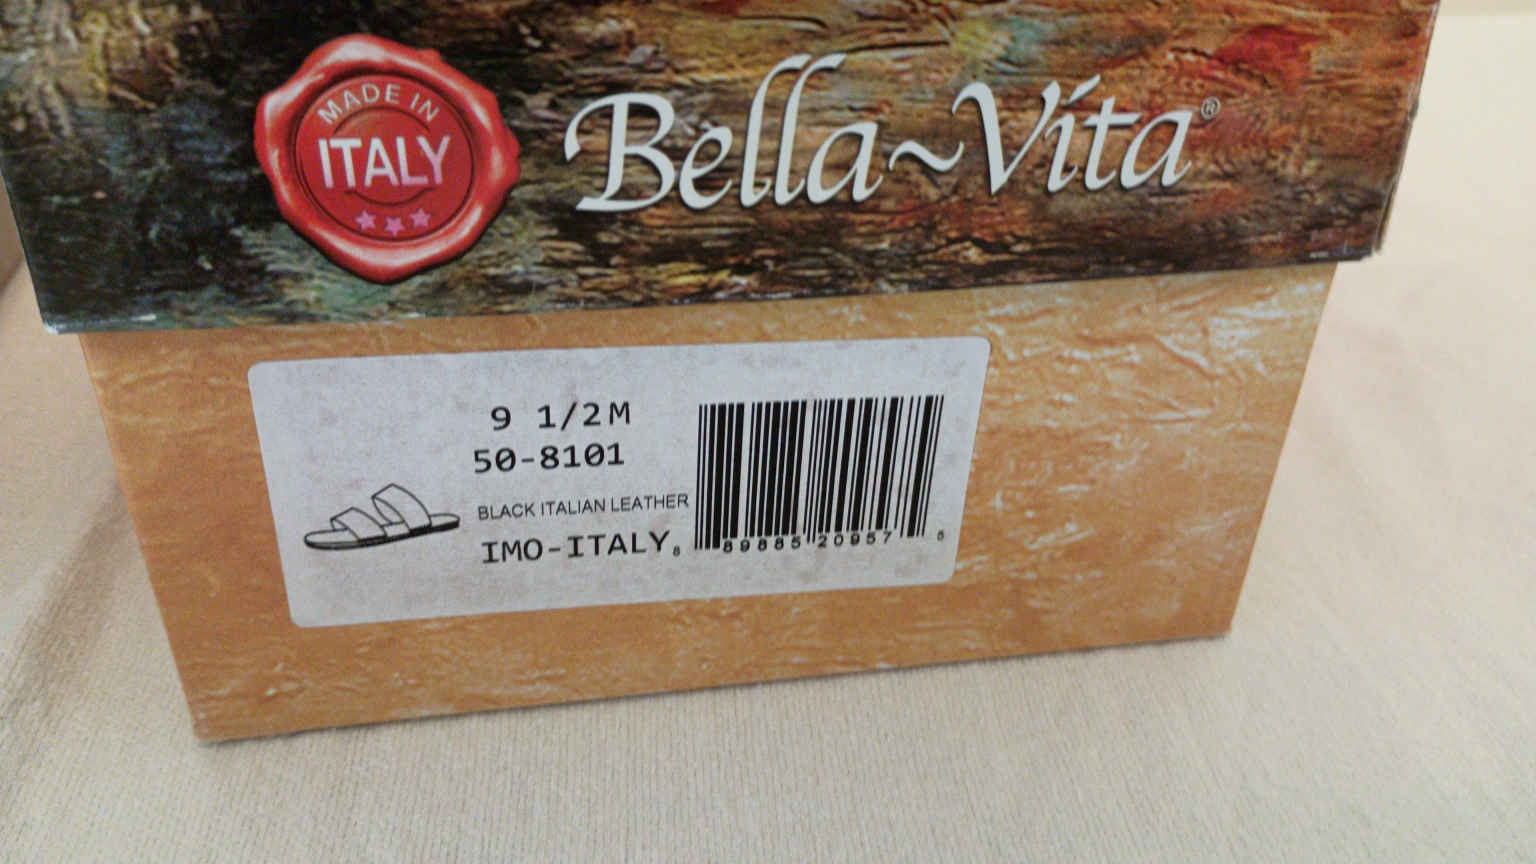 MADE IN
ITALY
Bella~Vita®
9 1/2M
50-8101
BLACK ITALIAN LEATHER
IMO-ITALY
8 89885 20957 5